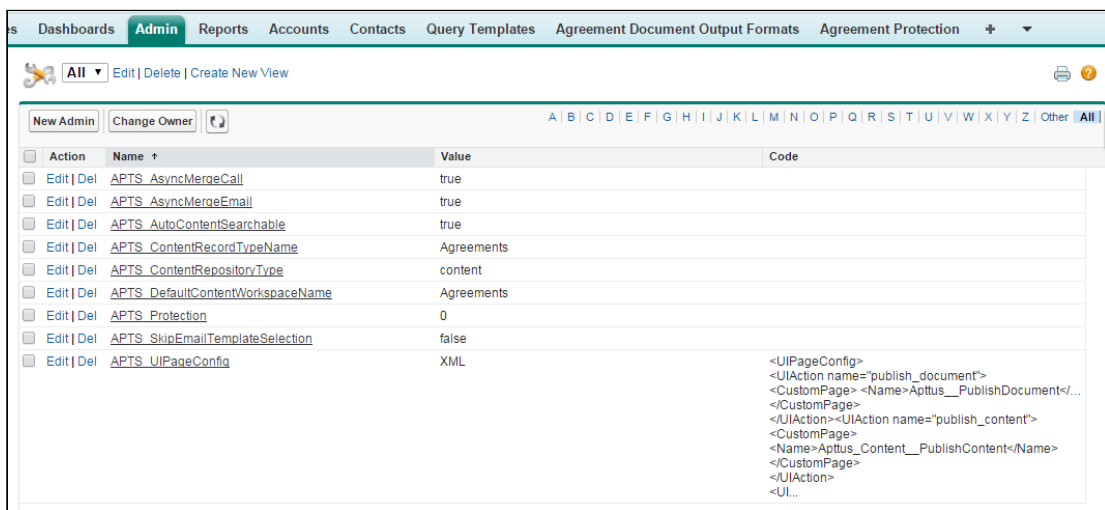 es Dashboards Admin Reports Accounts Contacts Query Templates Agreement Document Output Formats Agreement Protection +
All Edit | Delete | Create New View
New Admin Change Owner A | B | C | D | E | F | G | H | I | J | K | L | M | N | O | P | Q | R | S | T | U | V | W | X | Y | Z | Other All
Action Name Value Code
Edit | Del APTS_AsyncMergeCall true
Edit | Del APTS_AsyncMergeEmail true
Edit | Del APTS_AutoContentSearchable true
Edit | Del APTS_ContentRecordTypeName Agreements
Edit | Del APTS_ContentRepositoryType content
Edit | Del APTS_DefaultContentWorkspaceName Agreements
Edit | Del APTS_Protection 0
Edit | Del APTS_SkipEmailTemplateSelection false
Edit | Del APTS_UIPageConfig XML <UIPageConfig>
<UIAction name="publish_document">
<CustomPage> <Name>Apttus__PublishDocument</...
</CustomPage>
</UIAction><UIAction name="publish_content">
<CustomPage>
<Name>Apttus_Content__PublishContent</Name>
</CustomPage>
</UIAction>
<UI...